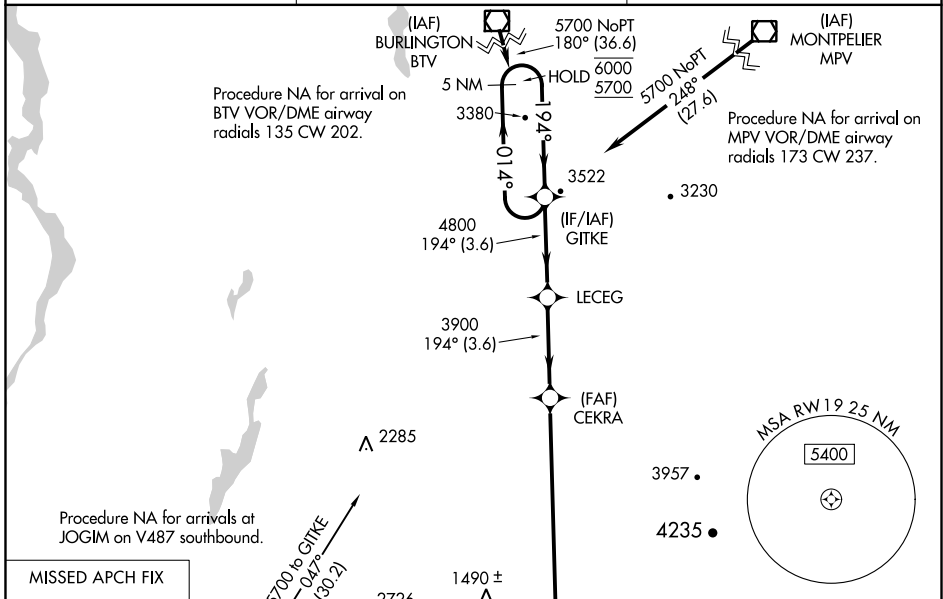 (IAF)
BURLINGTON
BTV
5700 NoPT
180° (36.6)
HOLD 6000
5700
5 NM
3380
194°
014°
(IAF)
MONTPELIER
MPV
5700 NoPT
248°
(27.6)
Procedure NA for arrival on
BTV VOR/DME airway
radials 135 CW 202.
Procedure NA for arrival on
MPV VOR/DME airway
radials 173 CW 237.
3522
3230
(IF/IAF)
GITKE
4800
194° (3.6)
LECEG
3900
194° (3.6)
(FAF)
CEKRA
2285
MSA RW19 25 NM
5400
3957
4235
Procedure NA for arrivals at
JOGIM on V487 southbound.
5700 to GITKE
047°
(30.2)
MISSED APCH FIX
1490 ±
2726